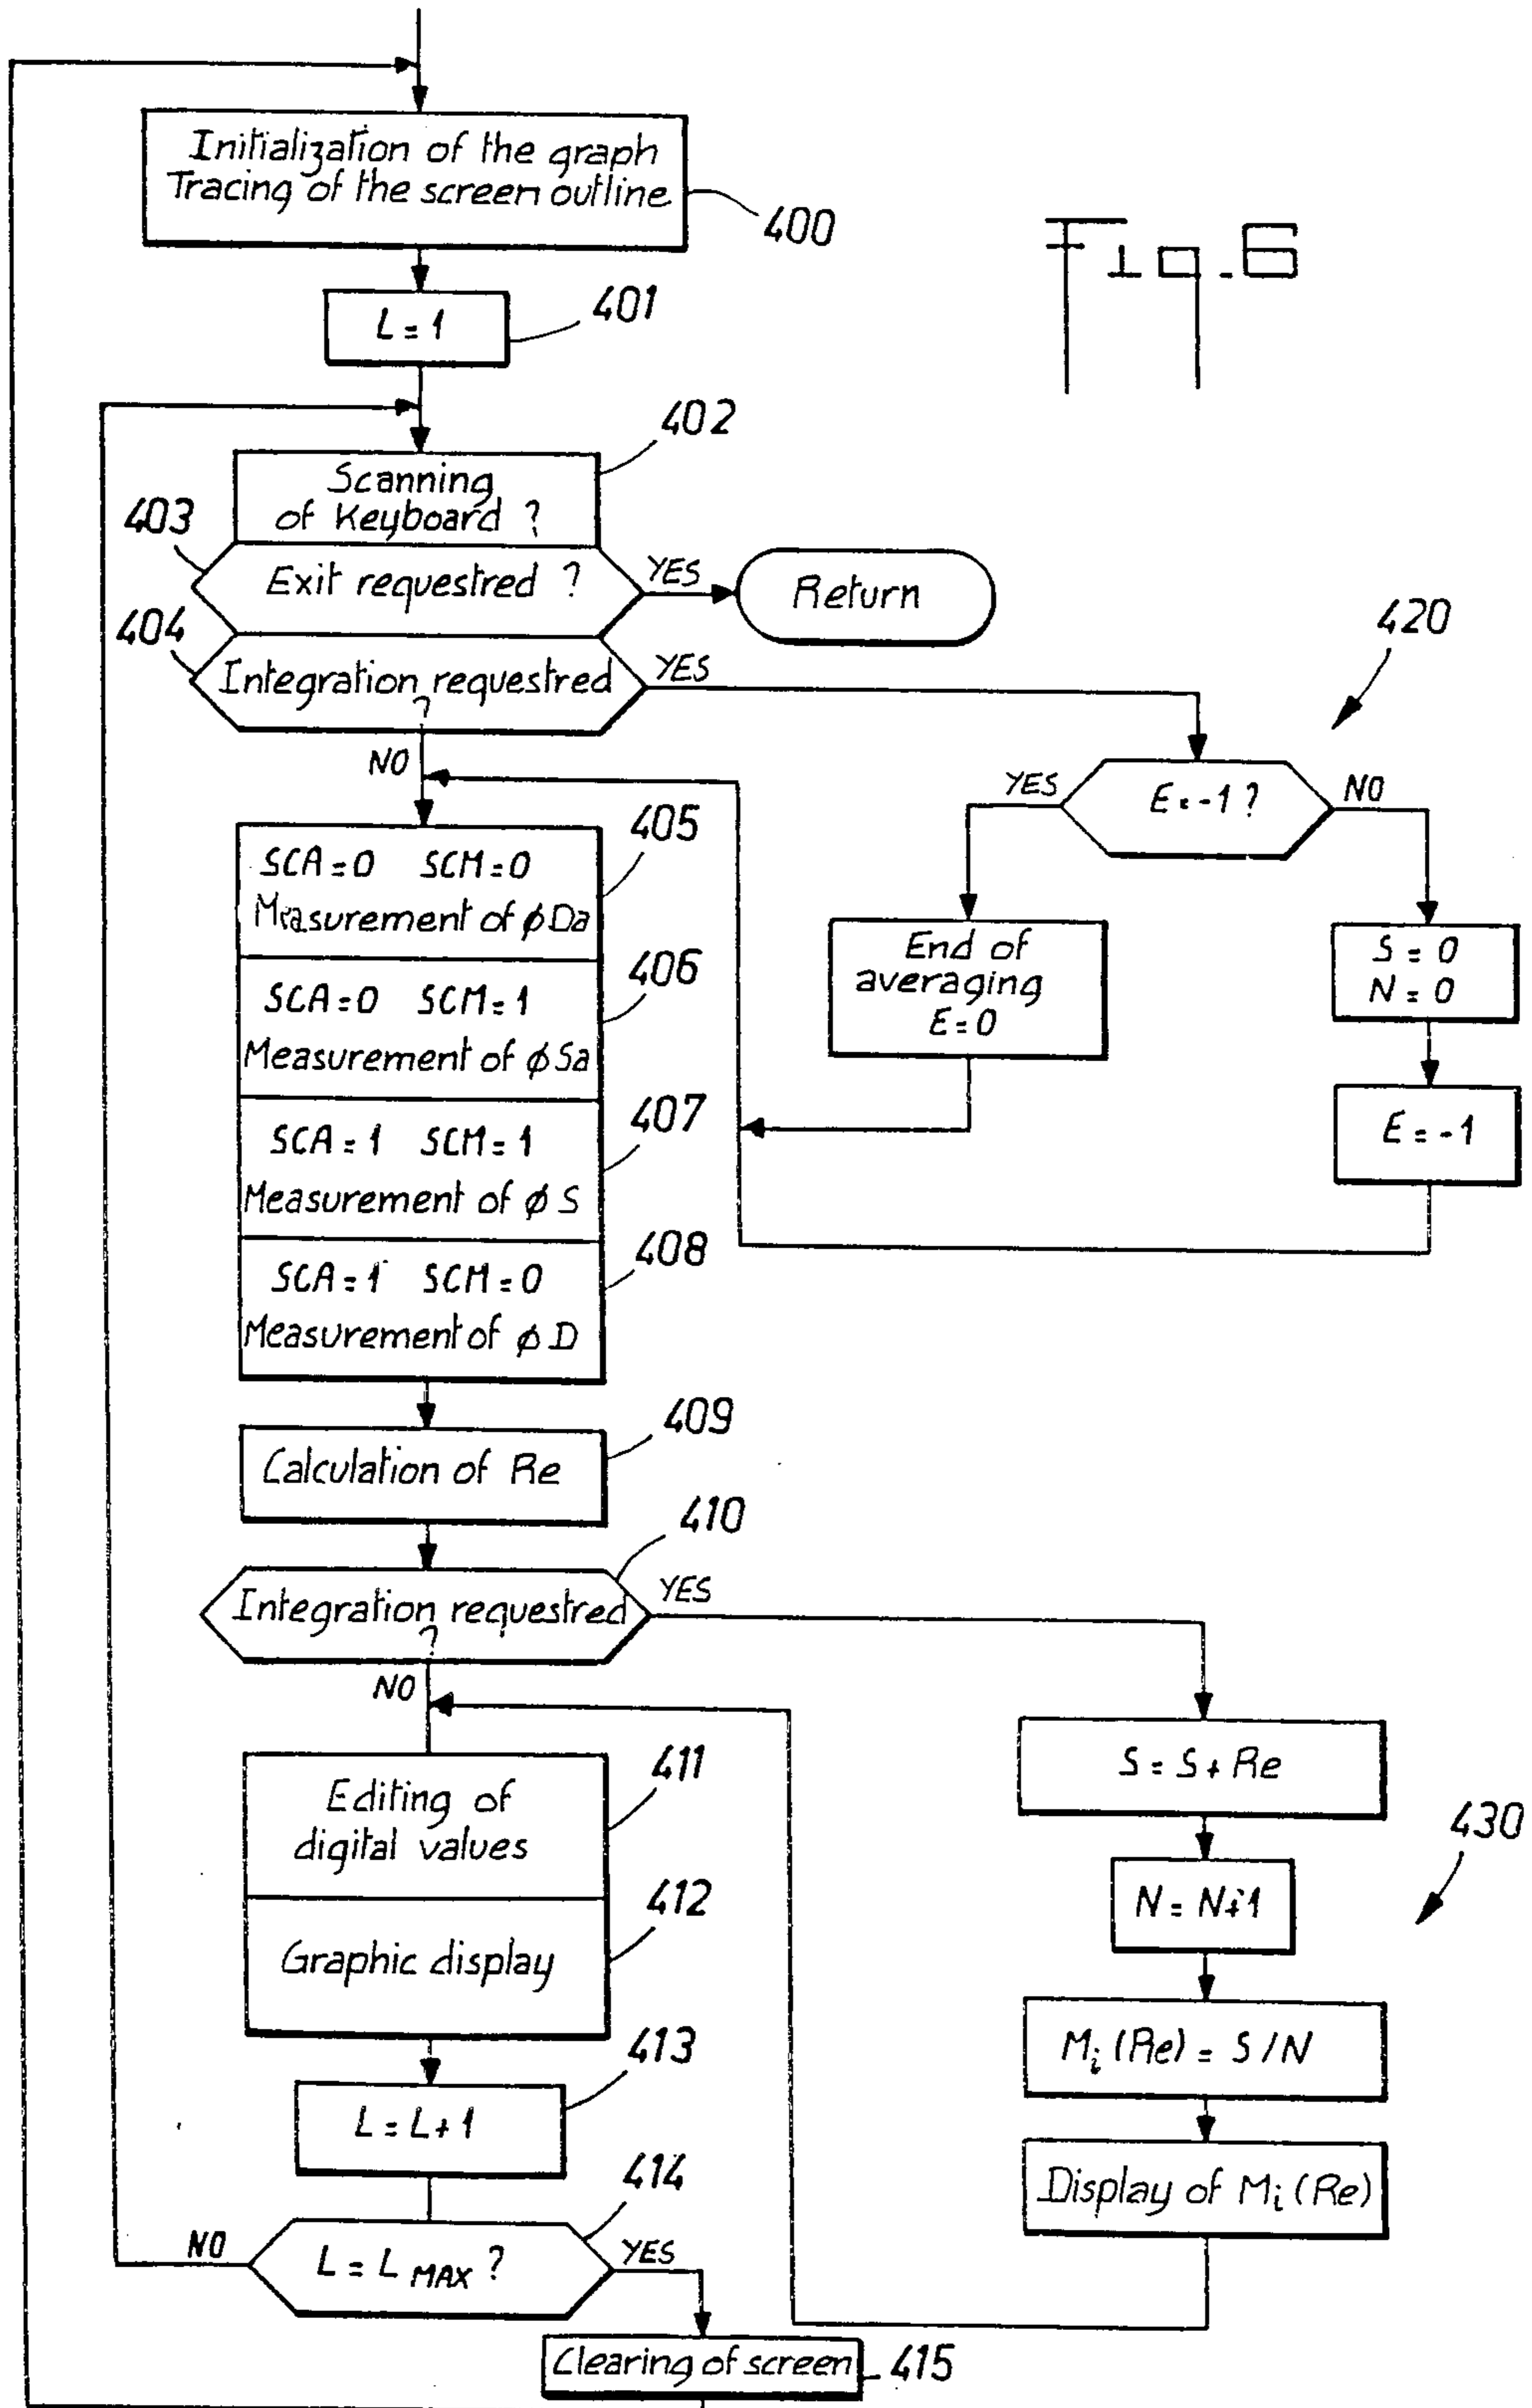 Initialization of the graph
Tracing of the screen outline
400
Fig. 6
L = 1
401
402
Scanning
of Keyboard ?
403
Exit requestred ?
YES
Return
404
Integration requestred
?
YES
420
NO
E = -1 ?
YES
NO
405
SCA = 0 SCM = 0
Measurement of ϕ Da
End of
averaging
E = 0
S = 0
N = 0
406
SCA = 0 SCM = 1
Measurement of ϕ Sa
E = -1
407
SCA = 1 SCM = 1
Measurement of ϕ S
408
SCA = 1 SCM = 0
Measurement of ϕ D
409
Calculation of Re
410
Integration requestred
?
YES
NO
S = S + Re
430
411
Editing of
digital values
N = N + 1
412
Graphic display
Mi (Re) = S / N
413
L = L + 1
Display of Mi (Re)
414
NO
L = L MAX ?
YES
Clearing of screen
415